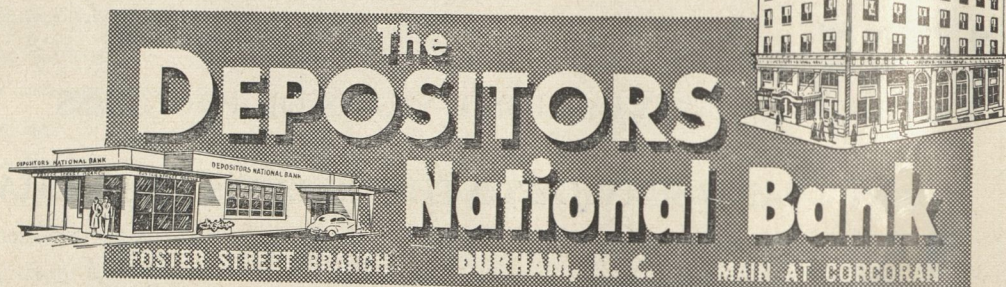 The
DEPOSITORS
National Bank
DEPOSITORS NATIONAL BANK
DEPOSITORS NATIONAL BANK
FOSTER STREET BRANCH
DURHAM, N. C.
MAIN AT CORCORAN